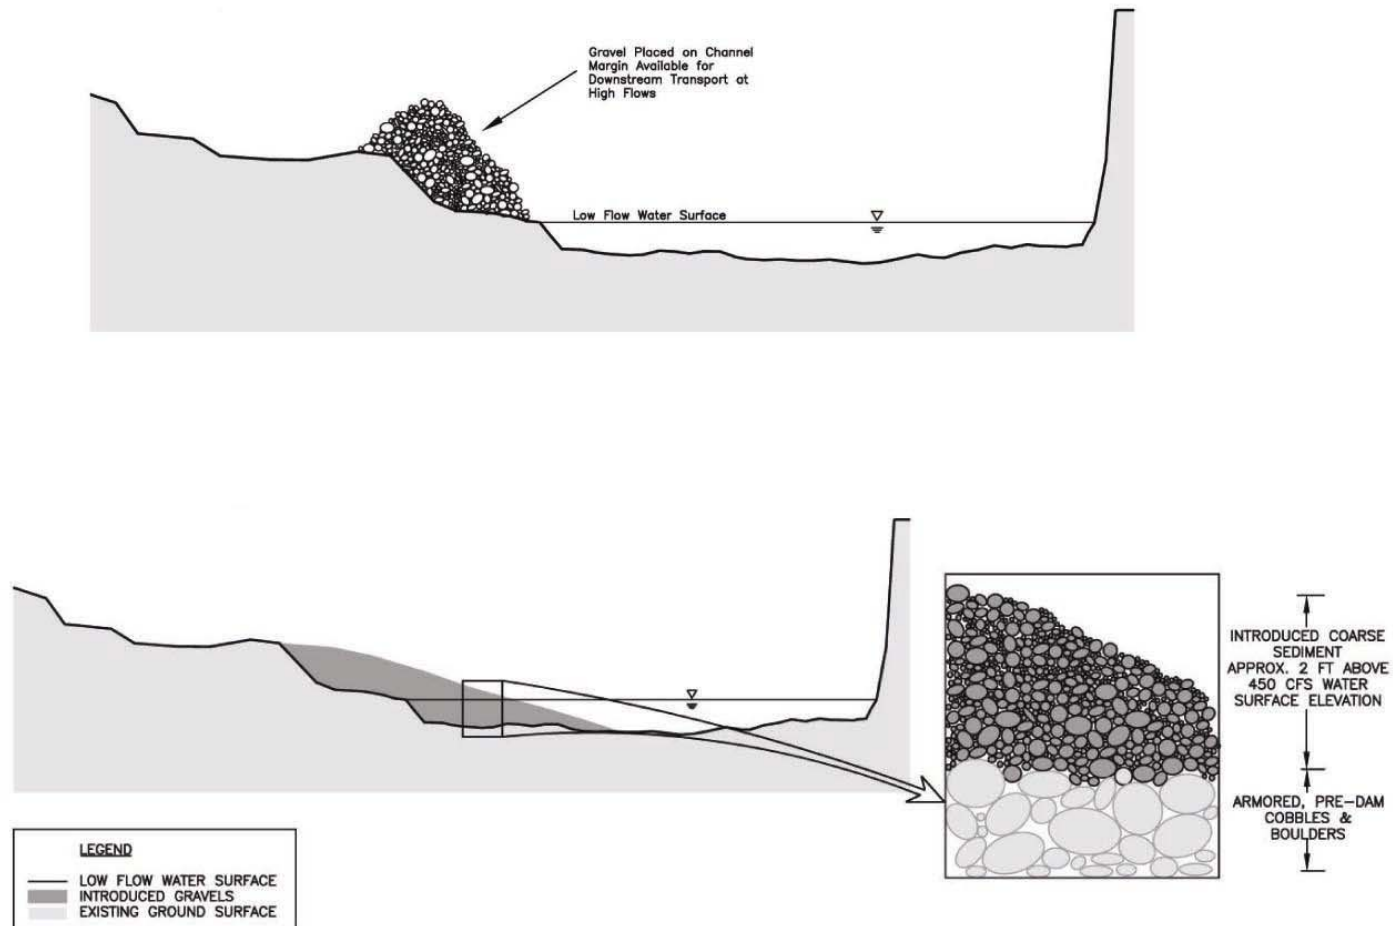 Gravel Placed on Channel
Margin Available for
Downstream Transport at
High Flows
Low Flow Water Surface
INTRODUCED COARSE
SEDIMENT
APPROX. 2 FT ABOVE
450 CFS WATER
SURFACE ELEVATION
ARMORED, PRE-DAM
COBBLES &
BOULDERS
LEGEND
LOW FLOW WATER SURFACE
INTRODUCED GRAVELS
EXISTING GROUND SURFACE